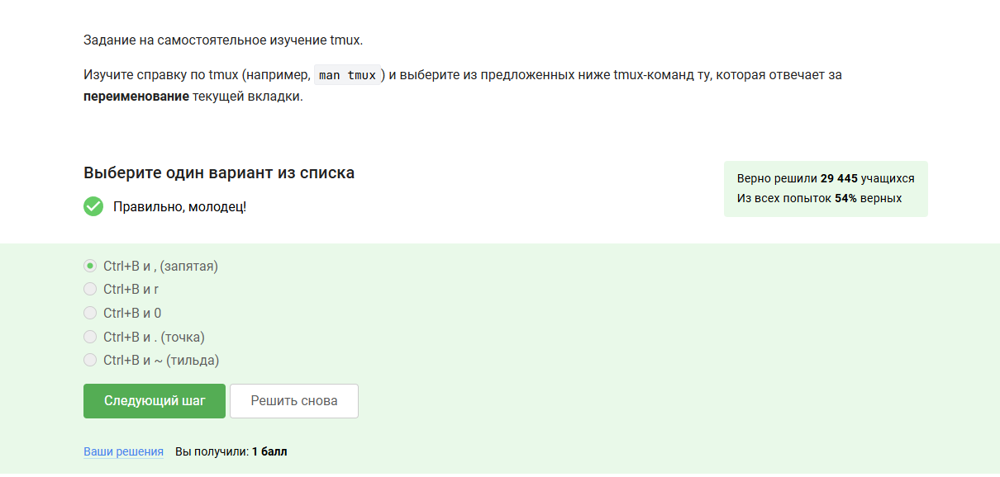 Задание на самостоятельное изучение tmux.
Изучите справку по tmux (например, man tmux ) и выберите из предложенных ниже tmux-команд ту, которая отвечает за
переименование текущей вкладки.
Выберите один вариант из списка
Правильно, молодец!
Верно решили 29 445 учащихся
Из всех попыток 54% верных
Ctrl+B и , (запятая)
Ctrl+B и r
Ctrl+B и 0
Ctrl+B и . (точка)
Ctrl+B и ~ (тильда)
Следующий шаг
Решить снова
Ваши решения Вы получили: 1 балл